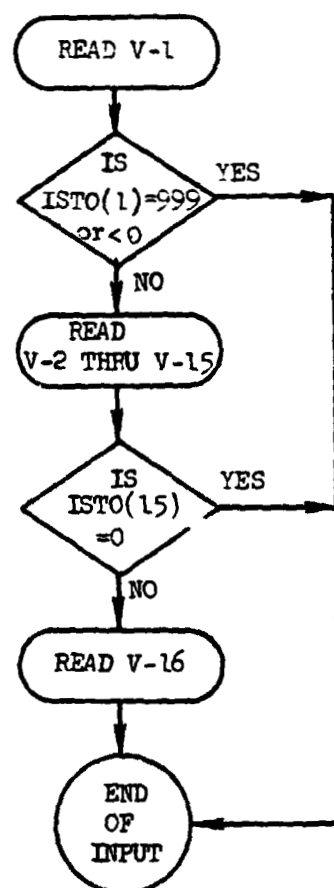 READ V-1
IS
ISTO(1)=999
or<0
YES
NO
READ
V-2 THRU V-15
IS
ISTO(15)
=0
YES
NO
READ V-16
END
OF
INPUT